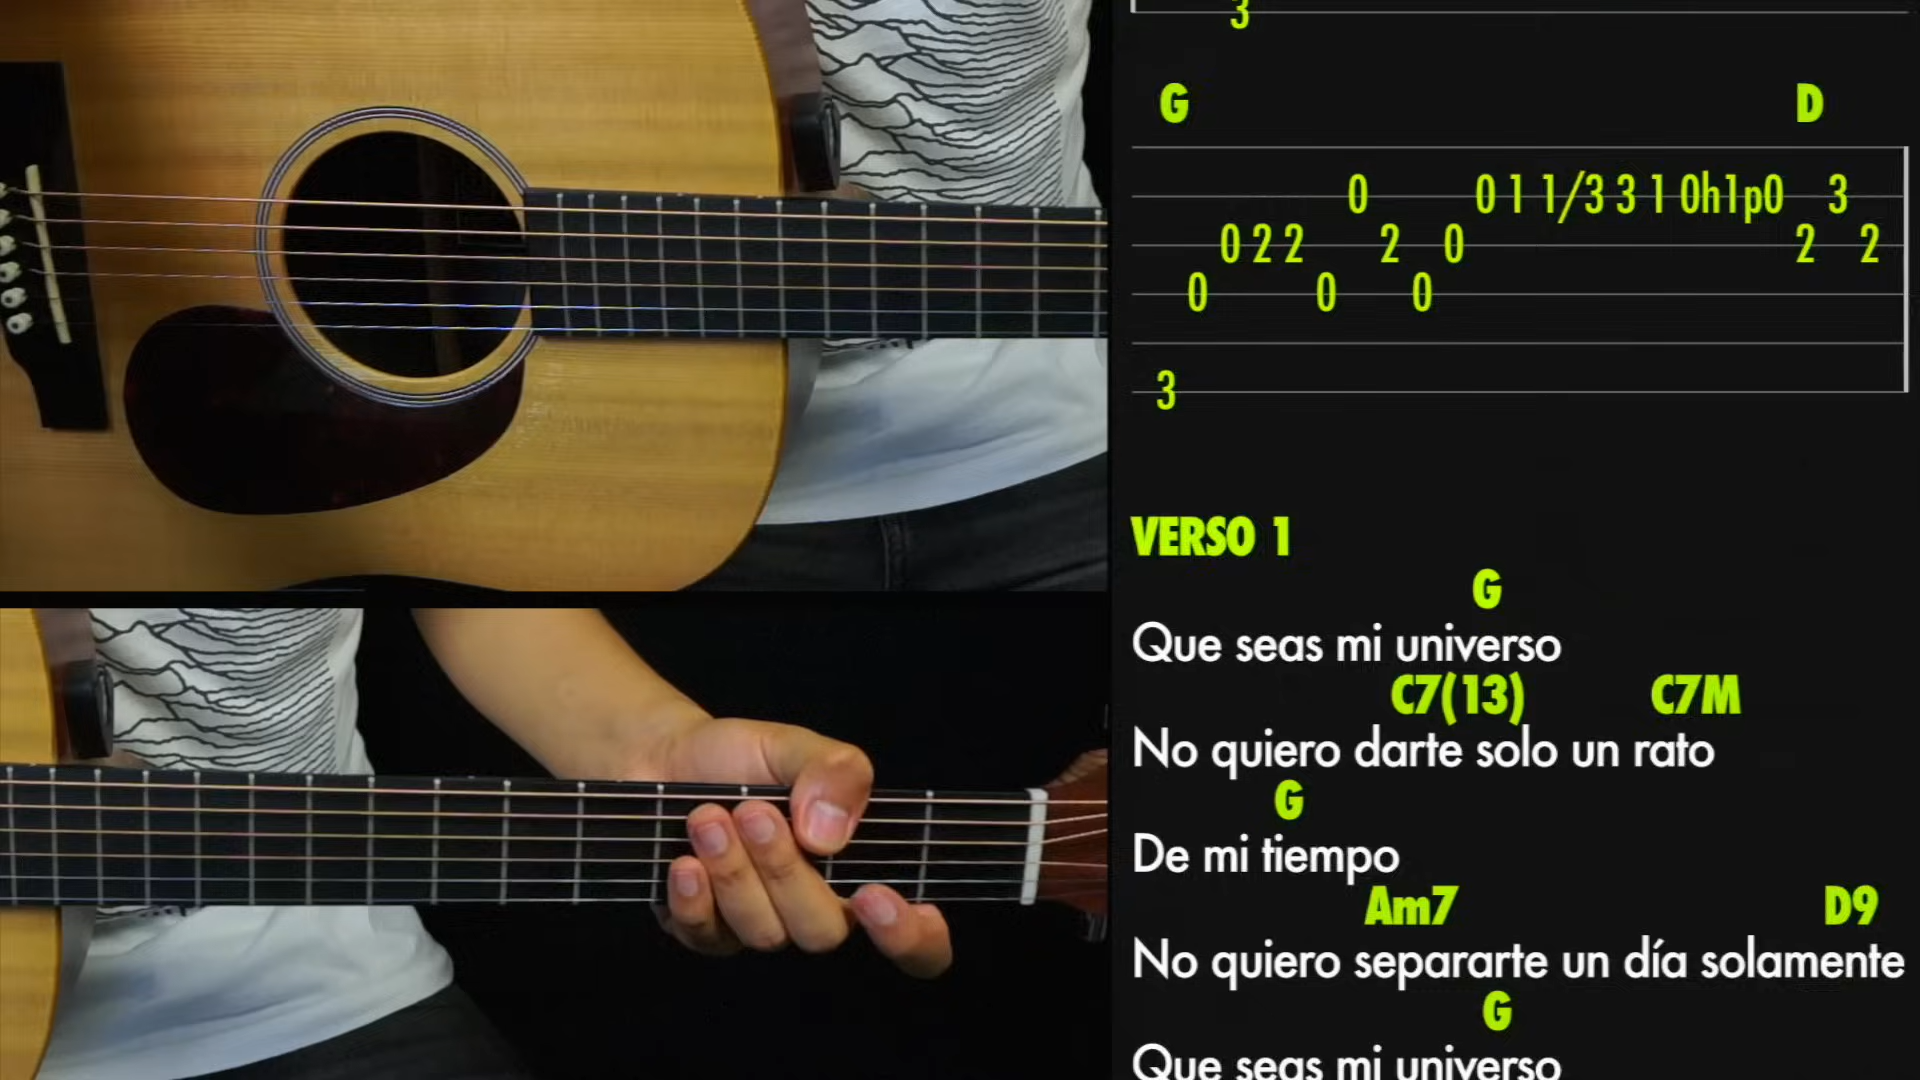 3
G D
0 0 1 1/3 3 1 0h1p0 3
0 2 2 2 0 2 2
0 0 0
3
VERSO 1
G
Que seas mi universo
C7(13) C7M
No quiero darte solo un rato
G
De mi tiempo
Am7 D9
No quiero separarte un día solamente
G
Que seas mi universo